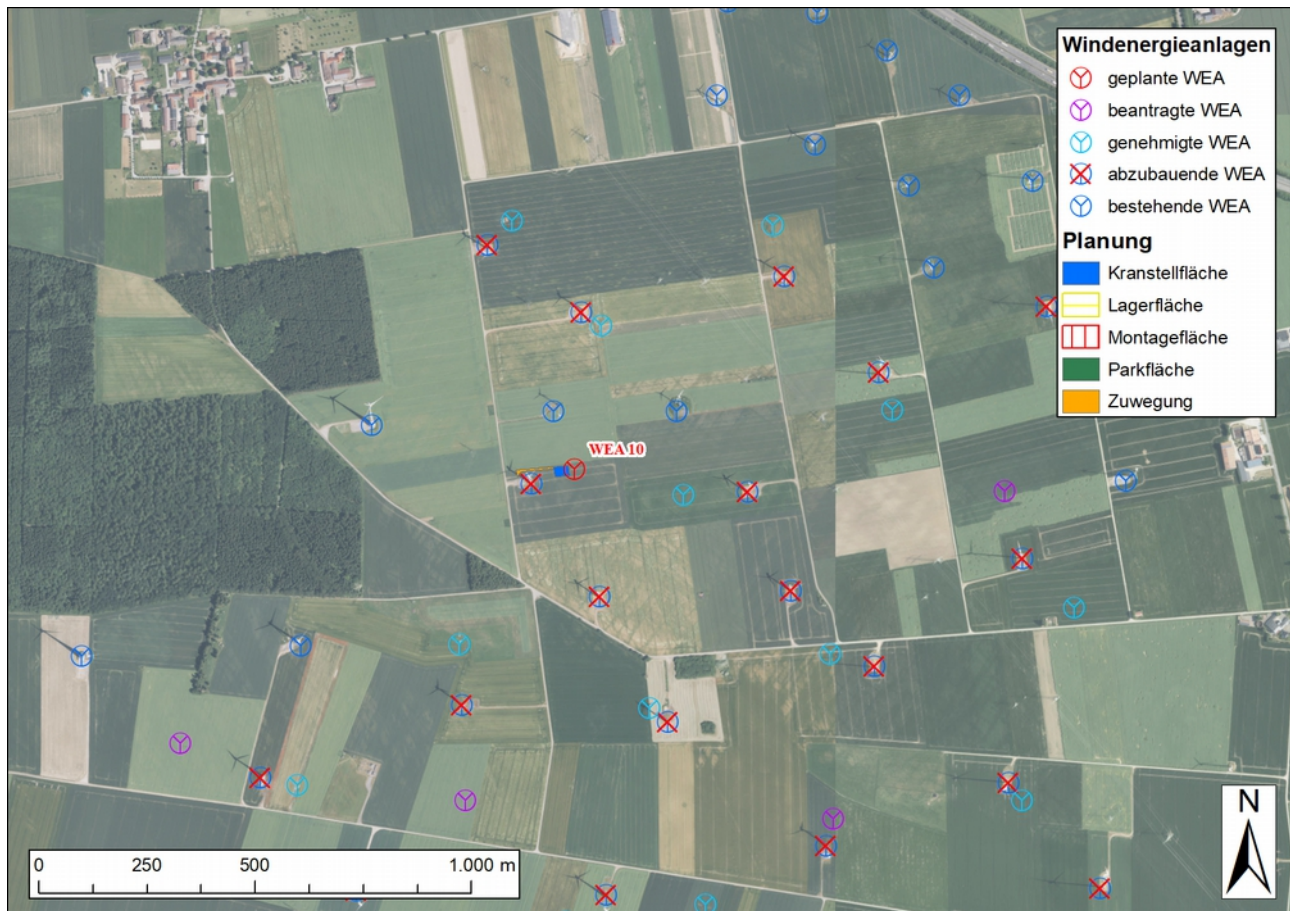 Windenergieanlagen
geplante WEA
beantragte WEA
genehmigte WEA
abzubauende WEA
bestehende WEA
Planung
Kranstellfläche
Lagerfläche
Montagefläche
Parkfläche
Zuwegung
WEA 10
0 250 500 1.000 m
N